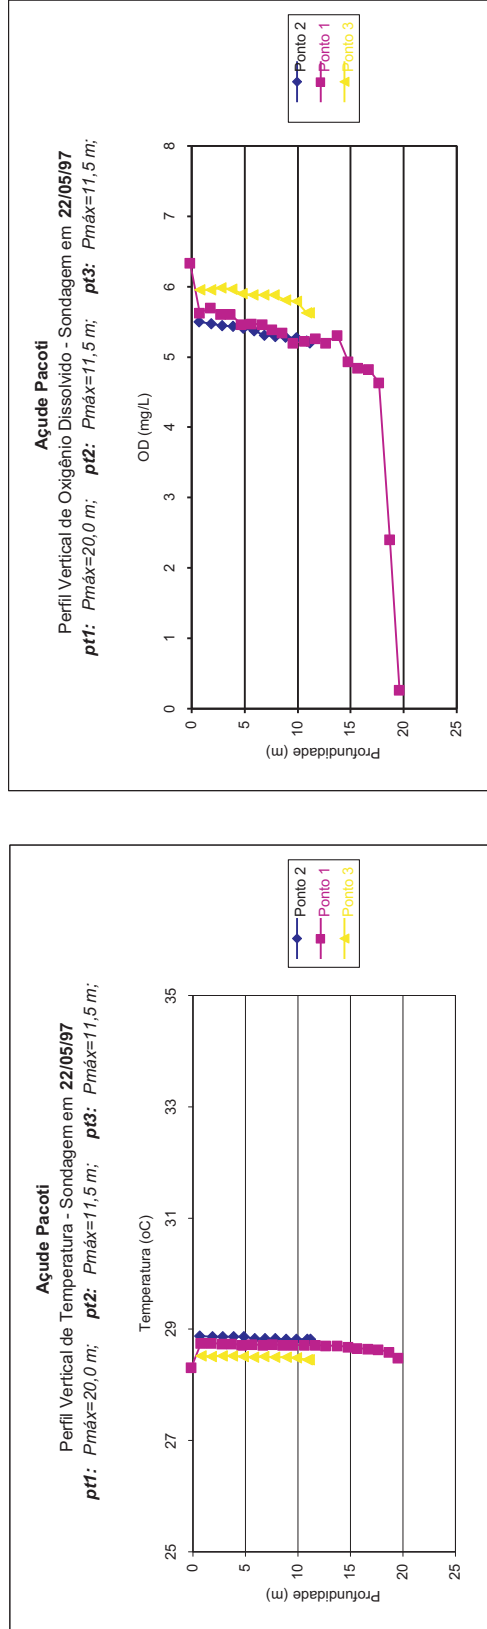 Açude Pacoti
Perfil Vertical de Temperatura - Sondagem em 22/05/97
pt1: Pmáx=20,0 m; pt2: Pmáx=11,5 m; pt3: Pmáx=11,5 m;
Temperatura (oC)
25 27 29 31 33 35
0
5
10
15
20
25
Profundidade (m)
Ponto 2
Ponto 1
Ponto 3
Açude Pacoti
Perfil Vertical de Oxigênio Dissolvido - Sondagem em 22/05/97
pt1: Pmáx=20,0 m; pt2: Pmáx=11,5 m; pt3: Pmáx=11,5 m;
OD (mg/L)
0 1 2 3 4 5 6 7 8
0
5
10
15
20
25
Profundidade (m)
Ponto 2
Ponto 1
Ponto 3